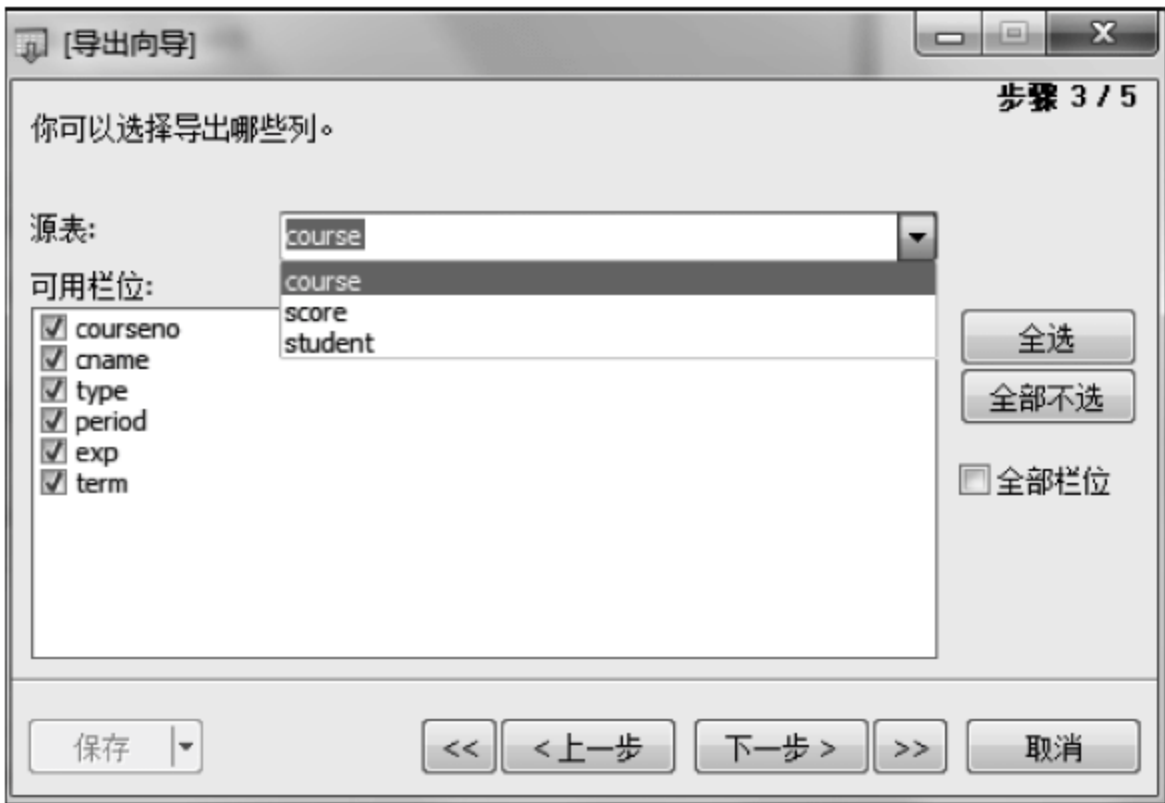 [导出向导]
步骤 3 / 5
你可以选择导出哪些列。
源表:
course
course
score
student
可用栏位:
courseno
cname
type
period
exp
term
全选
全部不选
全部栏位
保存
<<
< 上一步
下一步 >
>>
取消